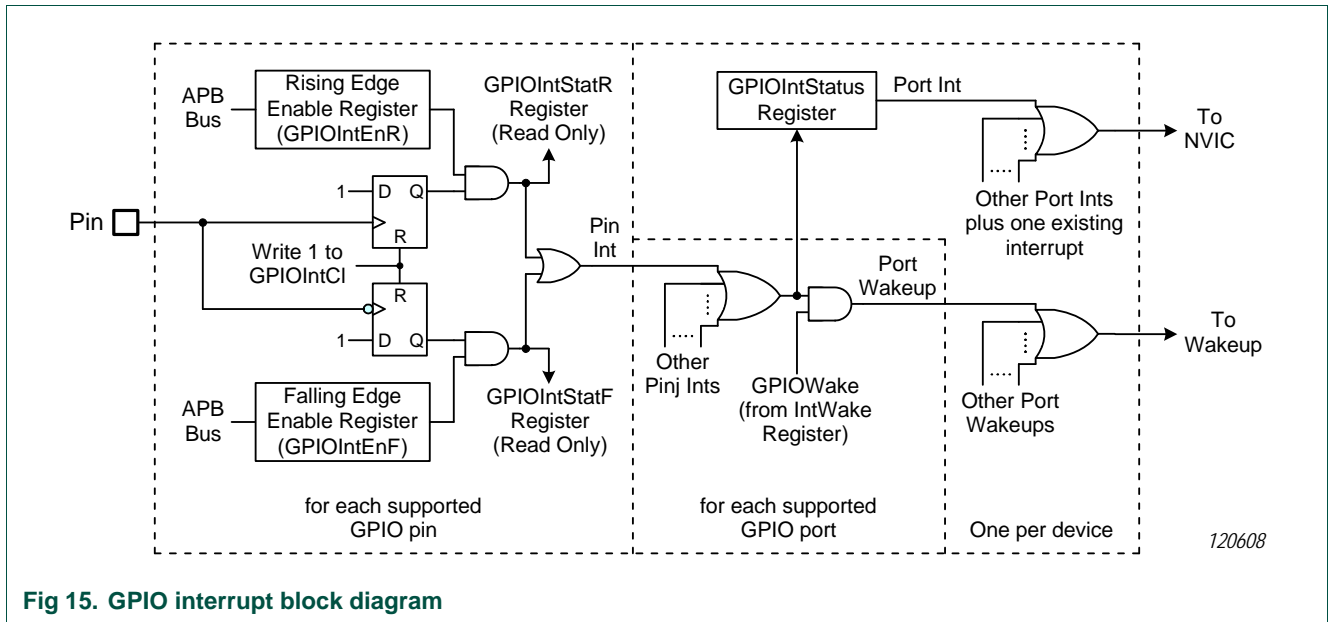 APB
Bus
Rising Edge
Enable Register
(GPIOIntEnR)
GPIOIntStatR
Register
(Read Only)
GPIOIntStatus
Register
Port Int
To
NVIC
Other Port Ints
plus one existing
interrupt
1
D Q
R
Pin
Write 1 to
GPIOIntCl
R
1
D Q
Pin
Int
Port
Wakeup
To
Wakeup
Other
Pinj Ints
GPIOWake
(from IntWake
Register)
Other Port
Wakeups
APB
Bus
Falling Edge
Enable Register
(GPIOIntEnF)
GPIOIntStatF
Register
(Read Only)
for each supported
GPIO pin
for each supported
GPIO port
One per device
120608
Fig 15. GPIO interrupt block diagram